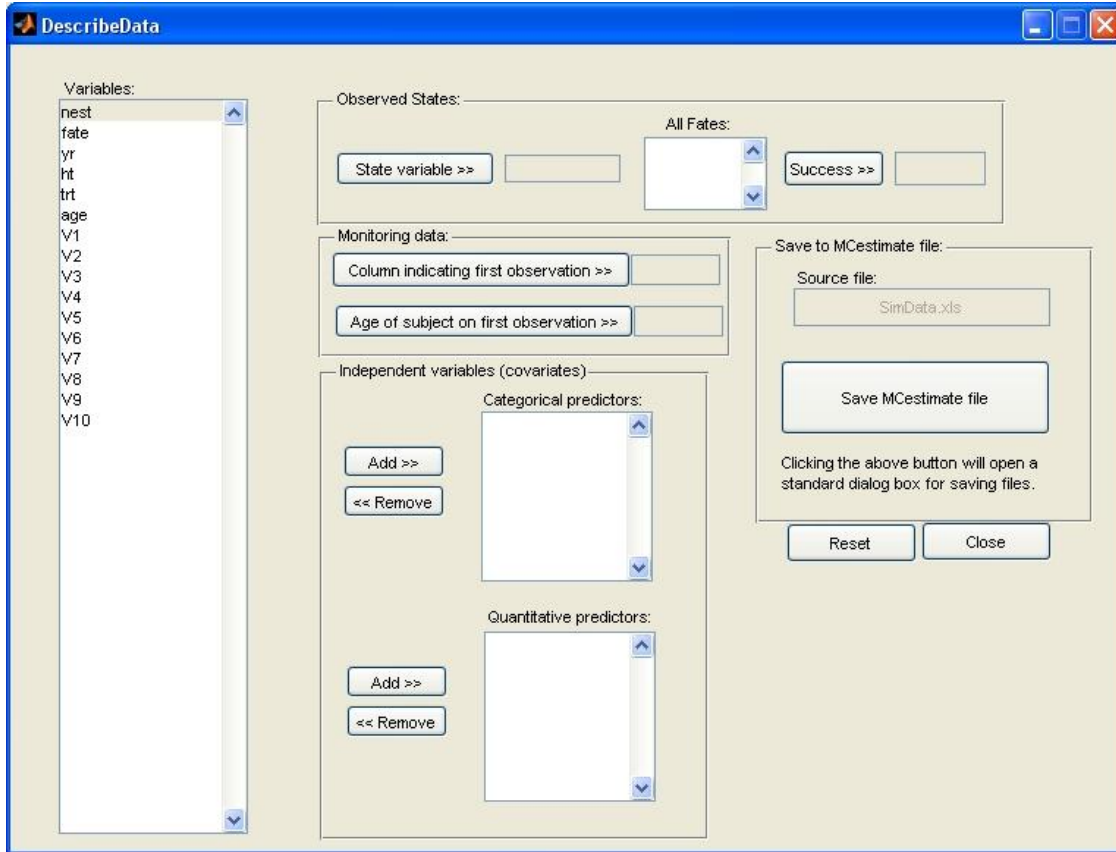 DescribeData
Variables:
nest
fate
yr
ht
trt
age
V1
V2
V3
V4
V5
V6
V7
V8
V9
V10
Observed States:
All Fates:
State variable >>
Success >>
Monitoring data:
Column indicating first observation >>
Age of subject on first observation >>
Independent variables (covariates)
Categorical predictors:
Add >>
<< Remove
Quantitative predictors:
Add >>
<< Remove
Save to MCestimate file:
Source file:
SimData.xls
Save MCestimate file
Clicking the above button will open a
standard dialog box for saving files.
Reset
Close